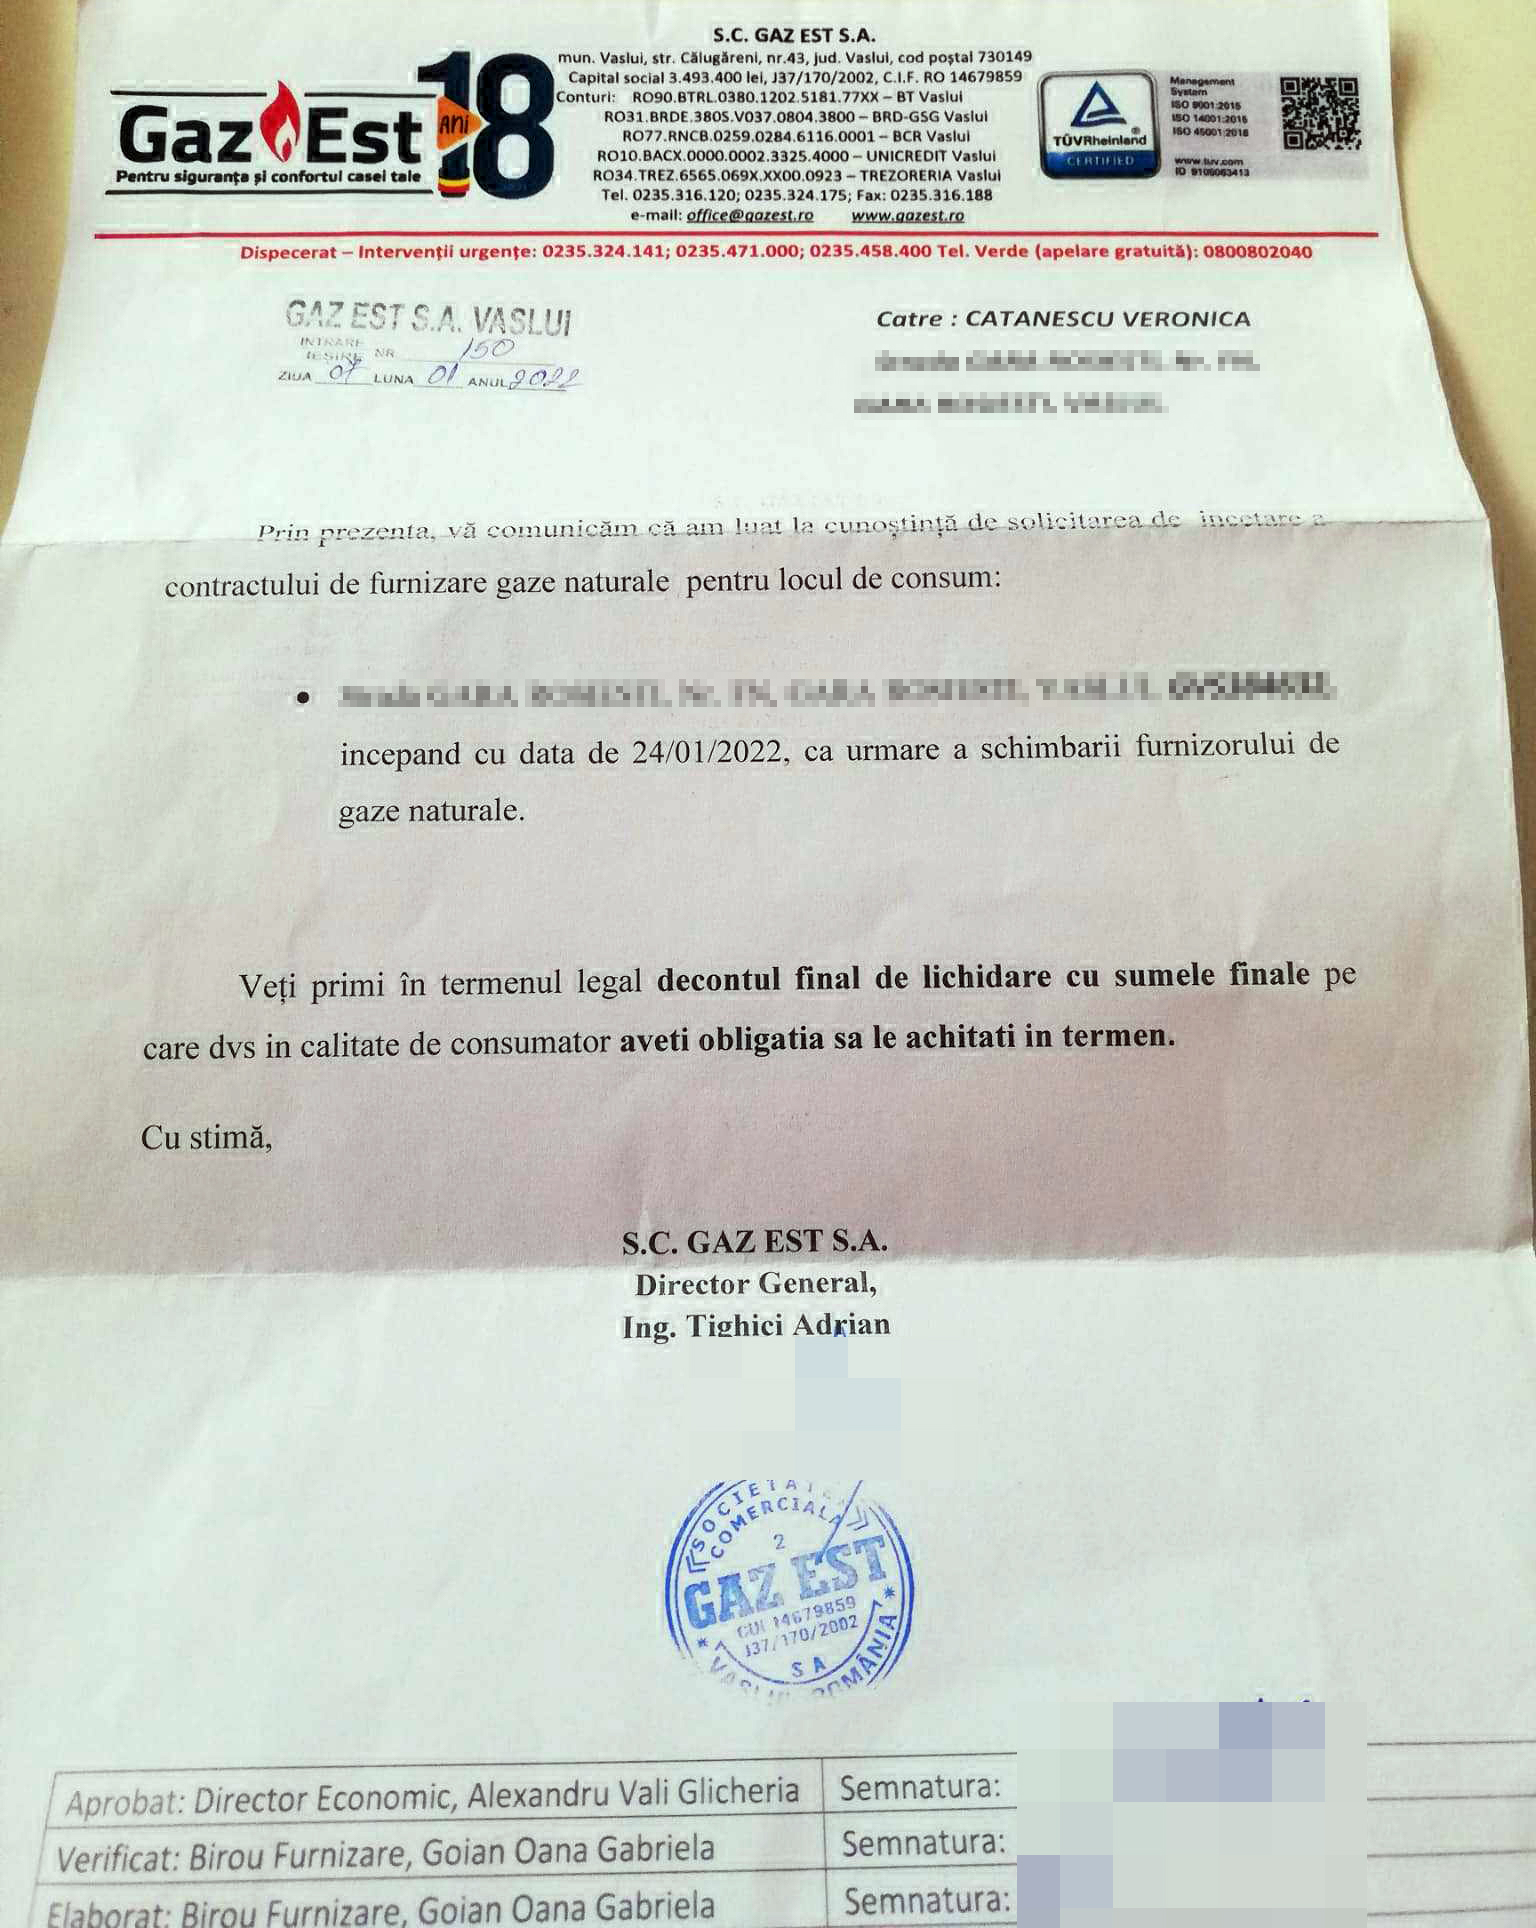 S.C. GAZ EST S.A.
mun. Vaslui, str. Călugăreni, nr.43, jud. Vaslui, cod poștal 730149
Capital social 3.493.400 lei, J37/170/2002, C.I.F. RO 14679859
Conturi: RO90.BTRL.0380.1202.5181.77XX – BT Vaslui
RO31.BRDE.380S.V037.0804.3800 – BRD-GSG Vaslui
RO77.RNCB.0259.0284.6116.0001 – BCR Vaslui
RO10.BACX.0000.0002.3325.4000 – UNICREDIT Vaslui
RO34.TREZ.6565.069X.XX00.0923 – TREZORERIA Vaslui
Tel. 0235.316.120; 0235.324.175; Fax: 0235.316.188
e-mail: office@gazest.ro www.gazest.ro
Gaz Est
Ani 18
Pentru siguranța și confortul casei tale
TÜVRheinland®
CERTIFIED
Management
System
ISO 9001:2015
ISO 14001:2015
ISO 45001:2018
www.tuv.com
ID 9105063413
Dispecerat – Intervenții urgențe: 0235.324.141; 0235.471.000; 0235.458.400 Tel. Verde (apelare gratuită): 0800802040
GAZ EST S.A. VASLUI
INTRARE
IEȘIRE NR 150
ZIUA 07 LUNA 01 ANUL 2022
Catre : CATANESCU VERONICA
Prin prezenta, vă comunicăm că am luat la cunoștință de solicitarea de incetare a
contractului de furnizare gaze naturale pentru locul de consum:
•
incepand cu data de 24/01/2022, ca urmare a schimbarii furnizorului de
gaze naturale.
Veți primi în termenul legal decontul final de lichidare cu sumele finale pe
care dvs in calitate de consumator aveti obligatia sa le achitati in termen.
Cu stimă,
S.C. GAZ EST S.A.
Director General,
Ing. Tighici Adrian
SOCIETATE
COMERCIALA
2
GAZ EST
CUI 14679859
J37/170/2002
SA
VASLUI ROMÂNIA
Aprobat: Director Economic, Alexandru Vali Glicheria Semnatura:
Verificat: Birou Furnizare, Goian Oana Gabriela Semnatura:
Elaborat: Birou Furnizare, Goian Oana Gabriela Semnatura: